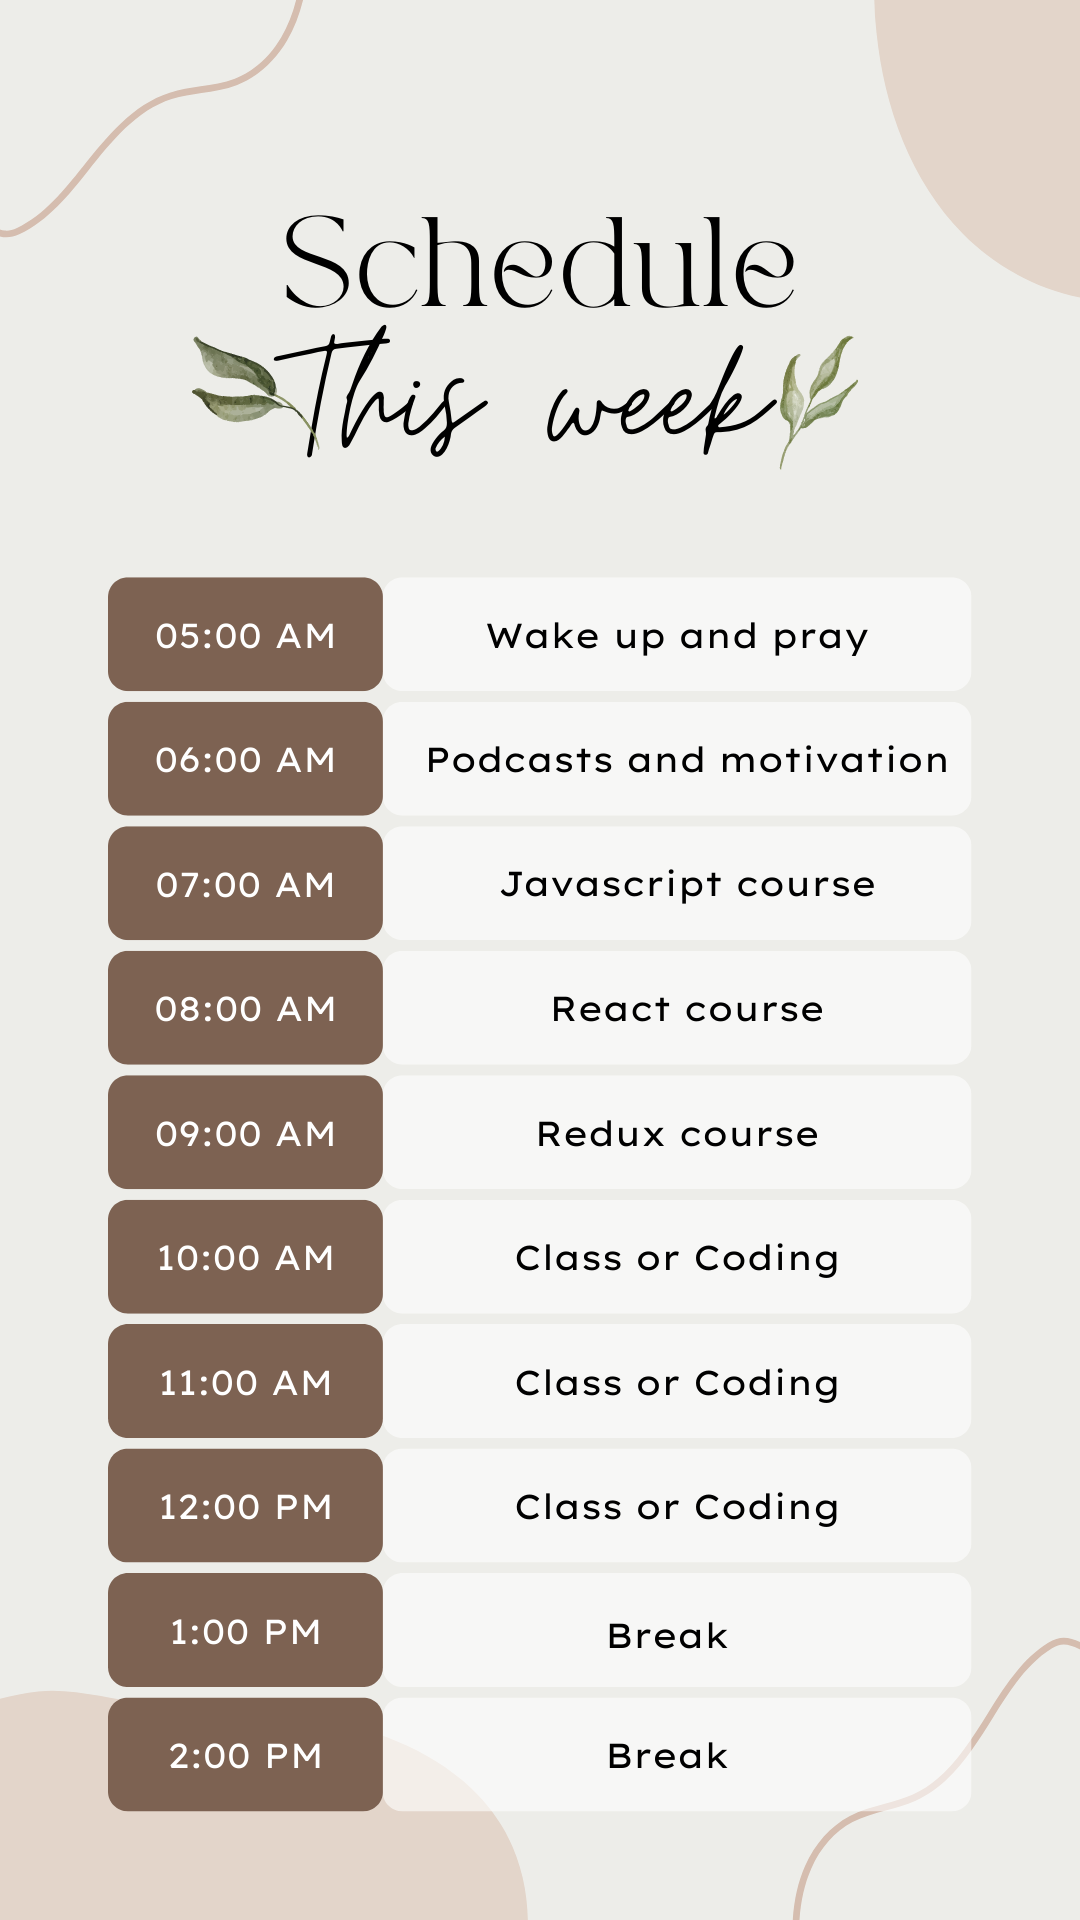 Schedule
This week
05:00 AM Wake up and pray
06:00 AM Podcasts and motivation
07:00 AM Javascript course
08:00 AM React course
09:00 AM Redux course
10:00 AM Class or Coding
11:00 AM Class or Coding
12:00 PM Class or Coding
1:00 PM Break
2:00 PM Break